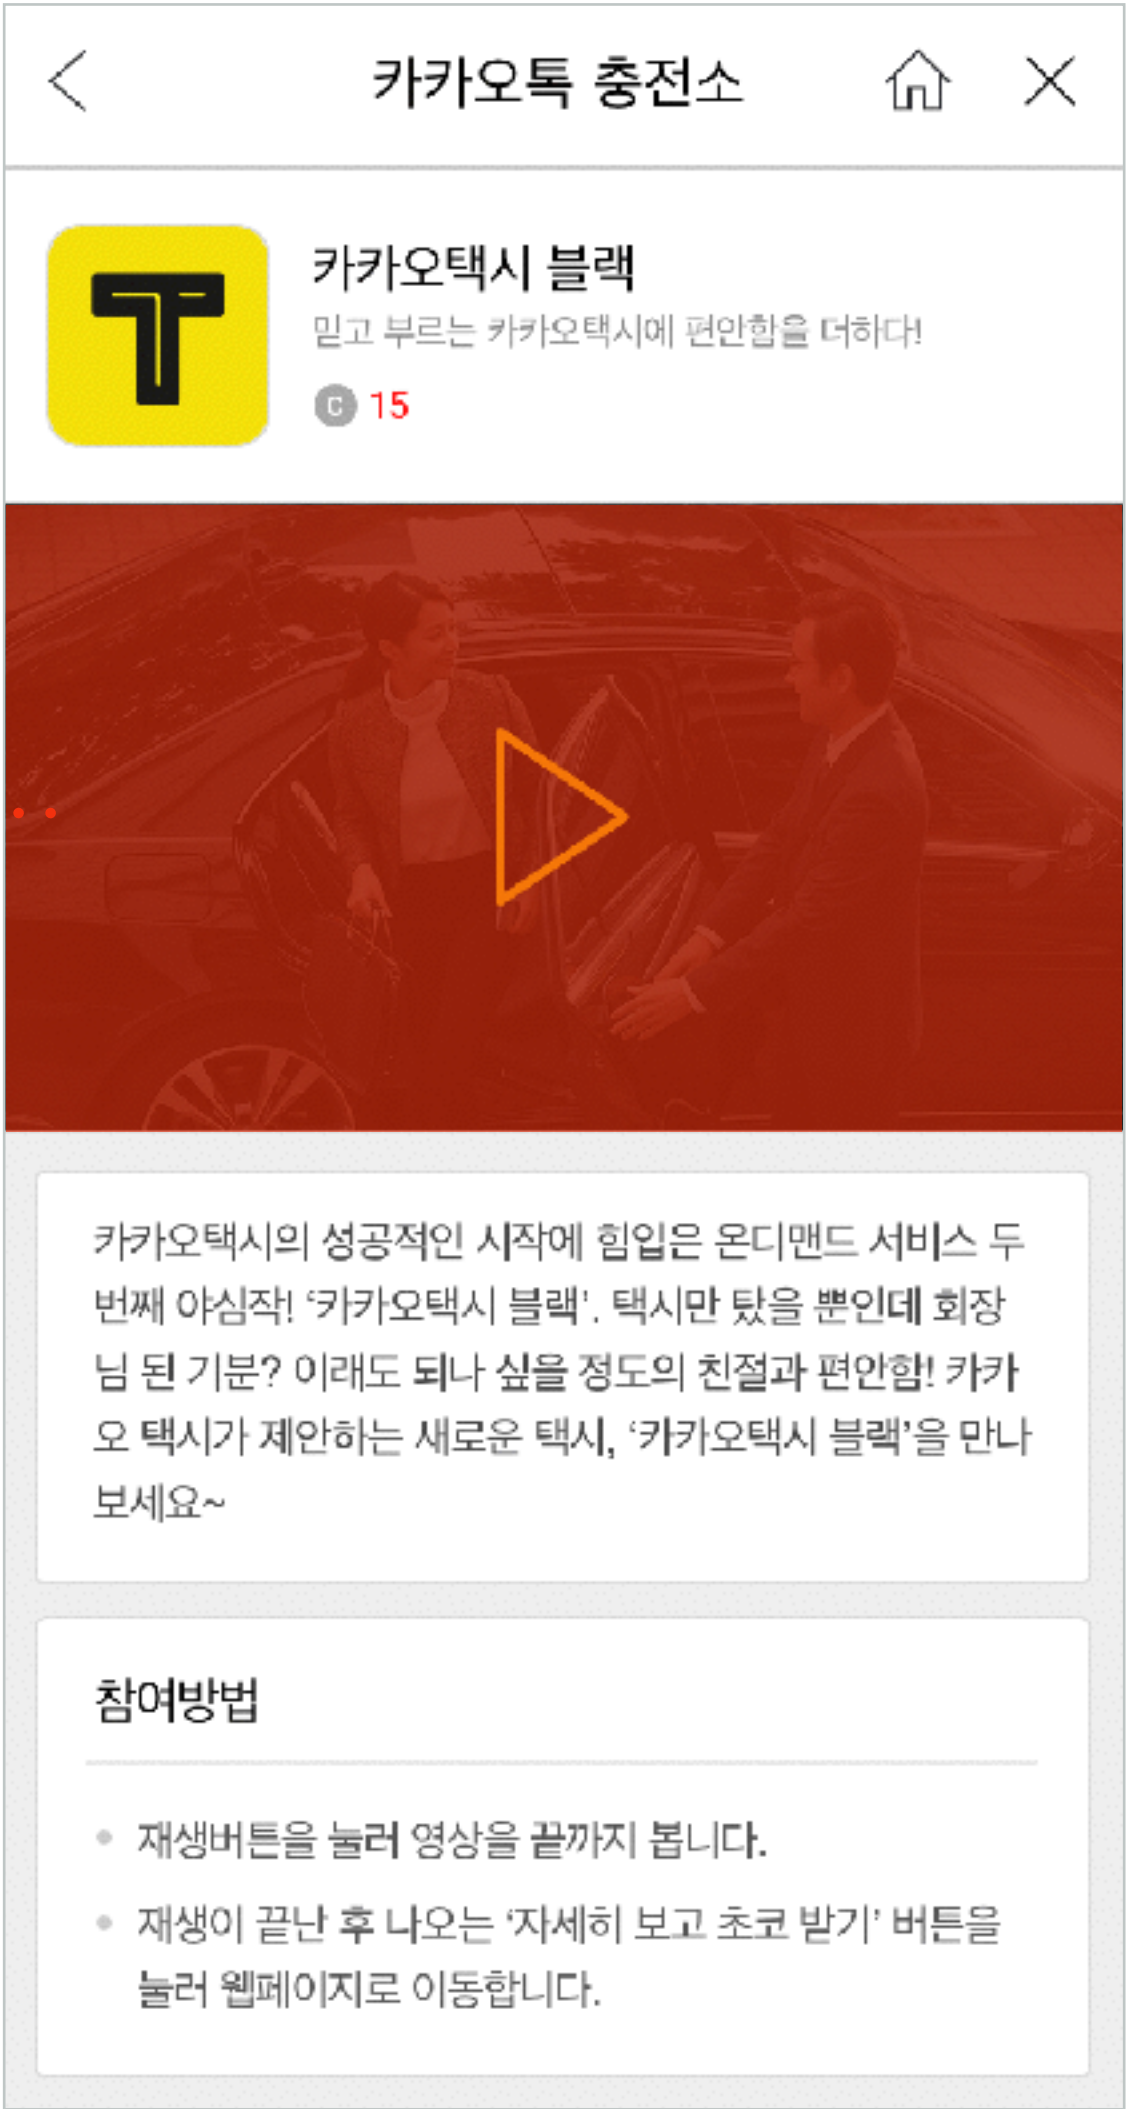 카카오톡 충전소
카카오택시 블랙
믿고 부르는 카카오택시에 편안함을 더하다!
C 15
카카오택시의 성공적인 시작에 힘입은 온디맨드 서비스 두
번째 야심작! ‘카카오택시 블랙’. 택시만 탔을 뿐인데 회장
님 된 기분? 이래도 되나 싶을 정도의 친절과 편안함! 카카
오 택시가 제안하는 새로운 택시, ‘카카오택시 블랙’을 만나
보세요~
참여방법
재생버튼을 눌러 영상을 끝까지 봅니다.
재생이 끝난 후 나오는 ‘자세히 보고 초코 받기’ 버튼을
눌러 웹페이지로 이동합니다.